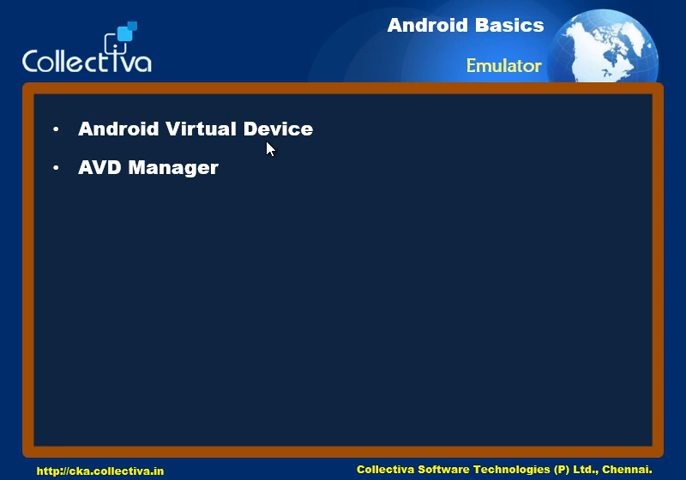 Collectiva
Android Basics
Emulator
• Android Virtual Device
• AVD Manager
http://cka.collectiva.in
Collectiva Software Technologies (P) Ltd., Chennai.